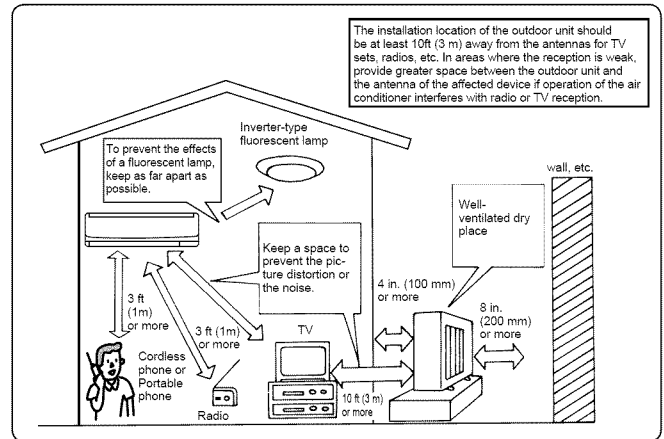 The installation location of the outdoor unit should
be at least 10ft (3 m) away from the antennas for TV
sets, radios, etc. In areas where the reception is weak,
provide greater space between the outdoor unit and
the antenna of the affected device if operation of the air
conditioner interferes with radio or TV reception.
Inverter-type
fluorescent lamp
To prevent the effects
of a fluorescent lamp,
keep as far apart as
possible.
wall, etc.
Well-
ventilated dry
place
Keep a space to
prevent the pic-
ture distortion or
the noise.
4 in. (100 mm)
or more
8 in.
(200 mm)
or more
3 ft
(1m)
or more
3 ft (1m)
or more
TV
Cordless
phone or
Portable
phone
Radio
10 ft (3 m)
or more